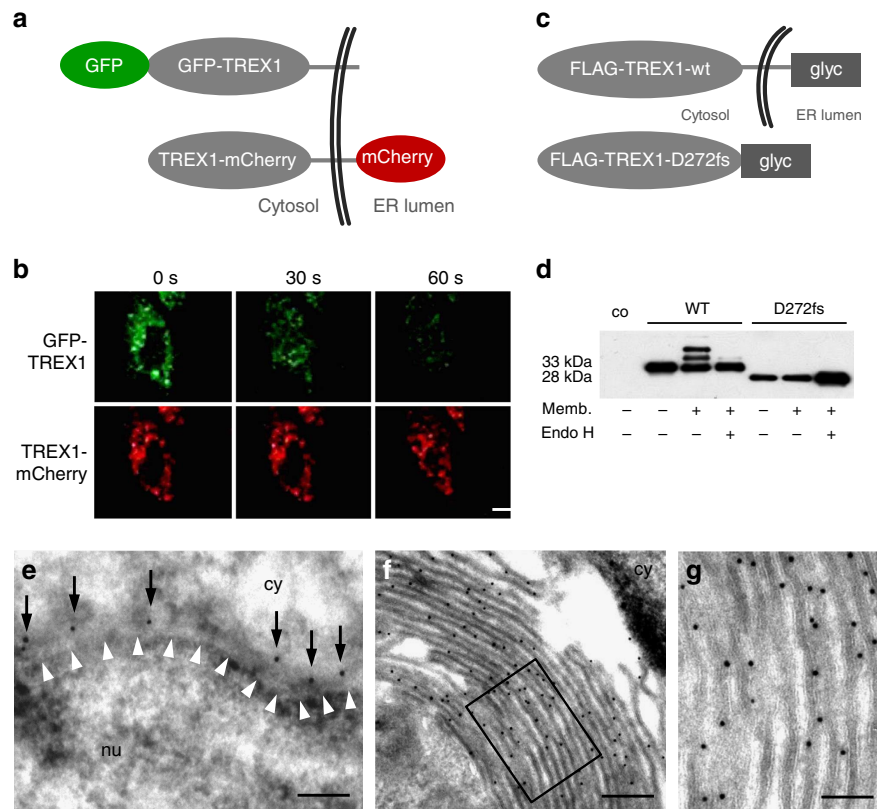 a
GFP
GFP-TREX1
TREX1-mCherry
mCherry
Cytosol
ER lumen
c
FLAG-TREX1-wt
glyc
Cytosol
ER lumen
FLAG-TREX1-D272fs
glyc
b
0 s
30 s
60 s
GFP-
TREX1
TREX1-
mCherry
d
co
WT
D272fs
33 kDa
28 kDa
Memb. – – + + – + +
Endo H – – – + – – +
e
cy
nu
f
cy
g